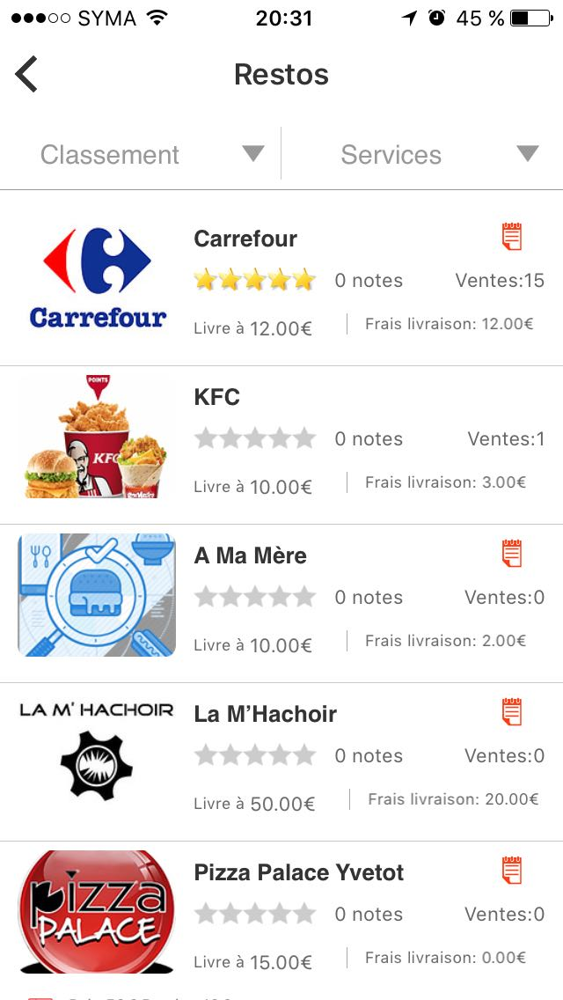 SYMA 20:31 45 %
Restos
Classement Services
Carrefour
Carrefour
0 notes Ventes:15
Livre à 12.00€ Frais livraison: 12.00€
POINTS
KFC
KFC
0 notes Ventes:1
Livre à 10.00€ Frais livraison: 3.00€
A Ma Mère
0 notes Ventes:0
Livre à 10.00€ Frais livraison: 2.00€
LA M' HACHOIR
La M’Hachoir
0 notes Ventes:0
Livre à 50.00€ Frais livraison: 20.00€
pizza
PALACE
Pizza Palace Yvetot
0 notes Ventes:0
Livre à 15.00€ Frais livraison: 0.00€